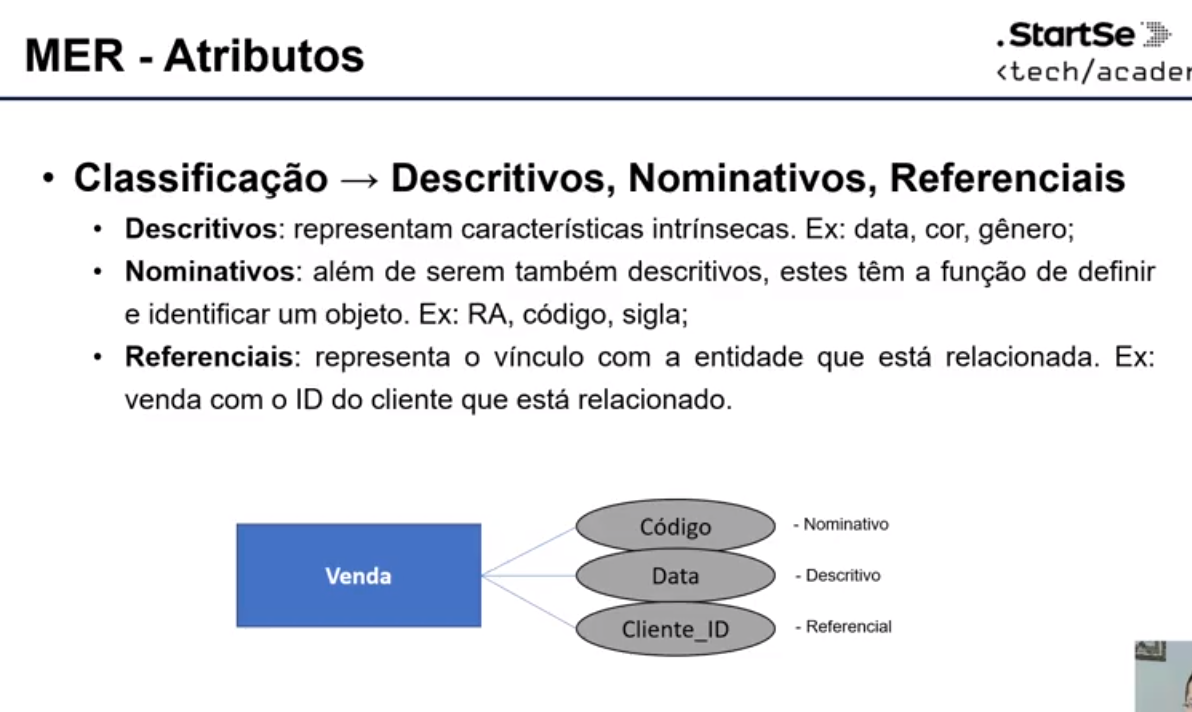 MER - Atributos
.StartSe
<tech/acader
• Classificação → Descritivos, Nominativos, Referenciais
• Descritivos: representam características intrínsecas. Ex: data, cor, gênero;
• Nominativos: além de serem também descritivos, estes têm a função de definir
e identificar um objeto. Ex: RA, código, sigla;
• Referenciais: representa o vínculo com a entidade que está relacionada. Ex:
venda com o ID do cliente que está relacionado.
Código
- Nominativo
Venda
Data
- Descritivo
Cliente_ID
- Referencial